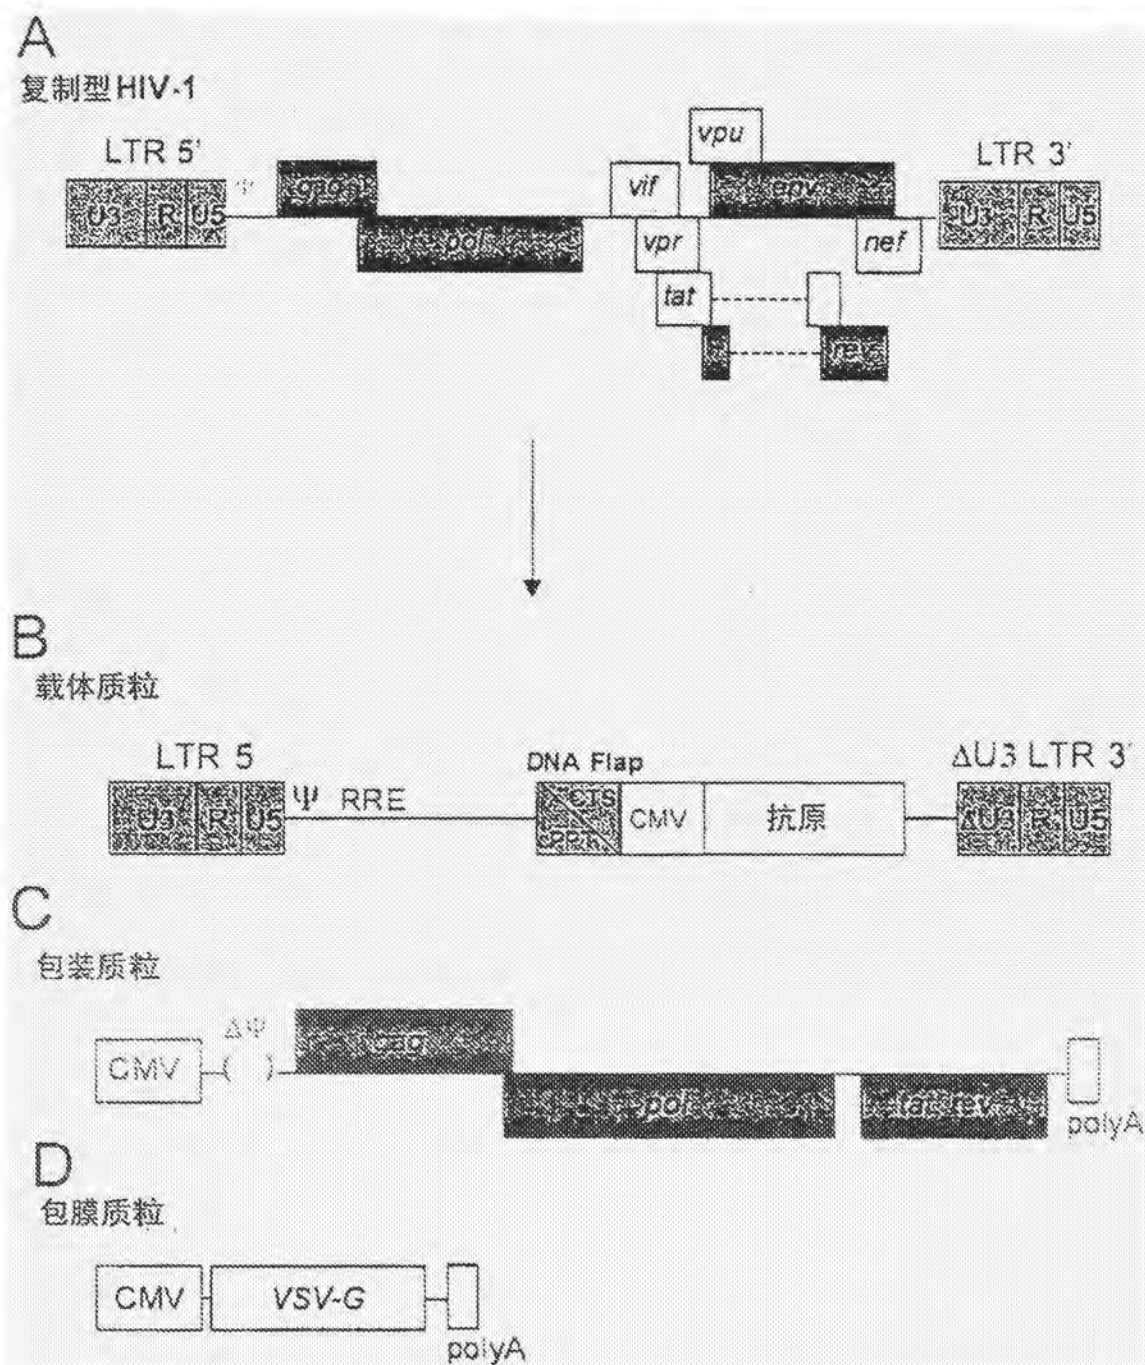 A
复制型HIV-1
LTR 5'
U3 R U5
Ψ
gag
pol
vif
vpr
tat
vpu
env
nef
rev
LTR 3'
U3 R U5
B
载体质粒
LTR 5
U3 R U5
Ψ RRE
DNA Flap
CTS
cPPT
CMV
抗原
ΔU3 LTR 3'
ΔU3 R U5
C
包装质粒
CMV
ΔΨ
( )
gag
pol
tat rev
polyA
D
包膜质粒
CMV
VSV-G
polyA